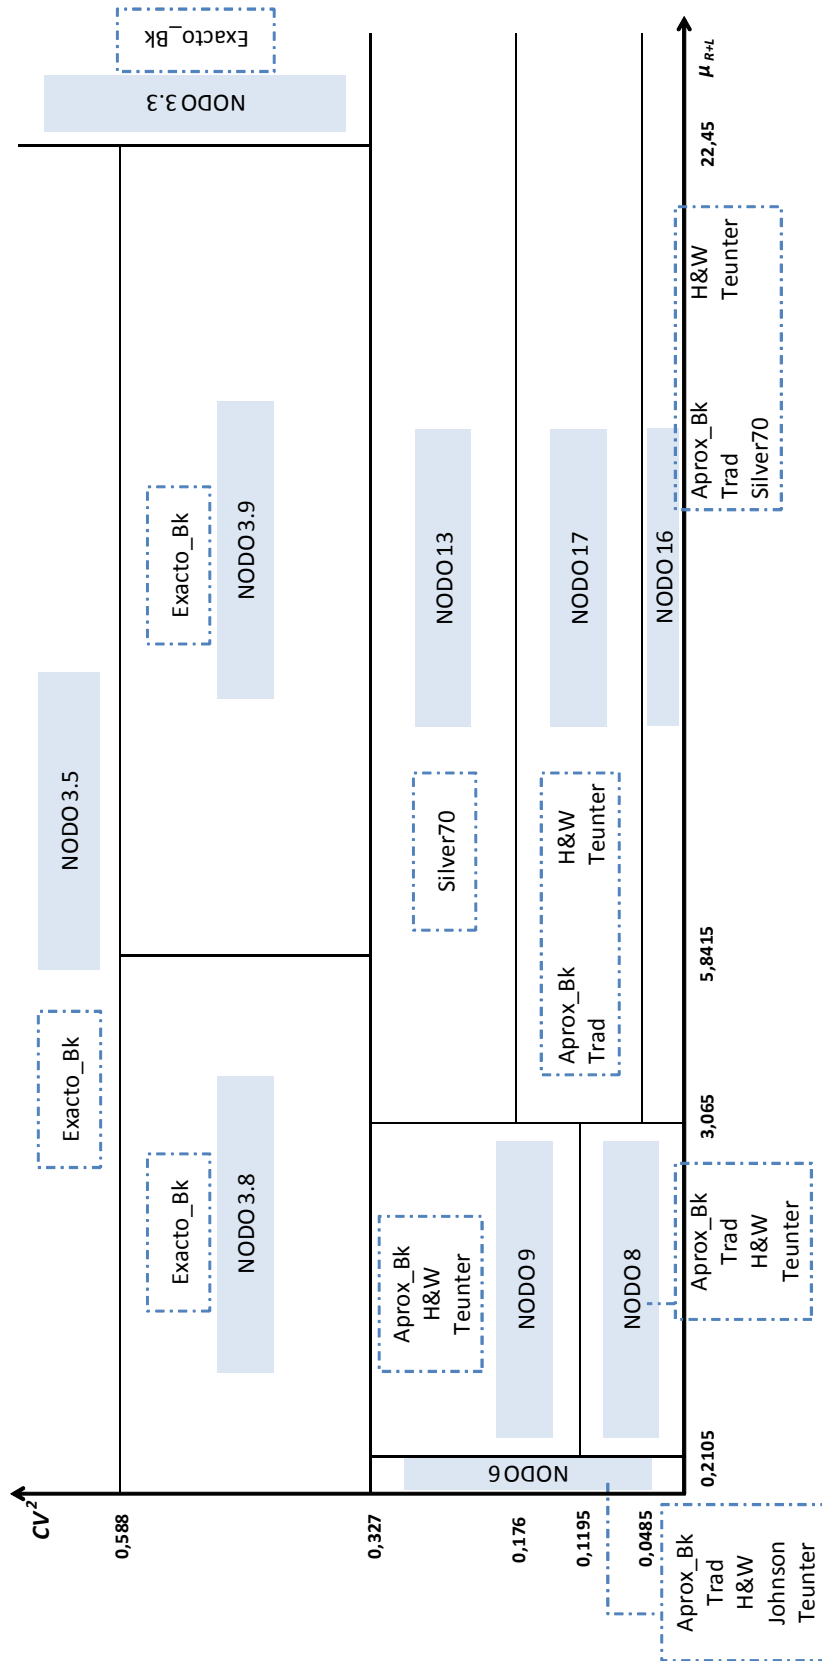 CV²
0,588
0,327
0,176
0,1195
0,0485
NODO 3.5
Exacto_Bk
Exacto_Bk
NODO 3.3
Exacto_Bk
NODO 3.8
Exacto_Bk
NODO 3.9
Aprox_Bk
H&W
Teunter
NODO 9
NODO 8
NODO 6
Silver70
NODO 13
Aprox_Bk
Trad
H&W
Teunter
NODO 17
NODO 16
0,2105
3,065
5,8415
22,45
μ R+L
Aprox_Bk
Trad
H&W
Johnson
Teunter
Aprox_Bk
Trad
H&W
Teunter
Aprox_Bk
Trad
Silver70
H&W
Teunter